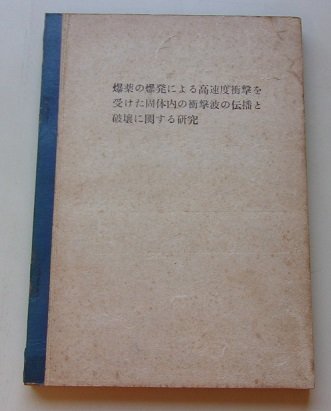 爆薬の爆発による高速度衝撃を
受けた固体内の衝撃波の伝播と
破壊に関する研究